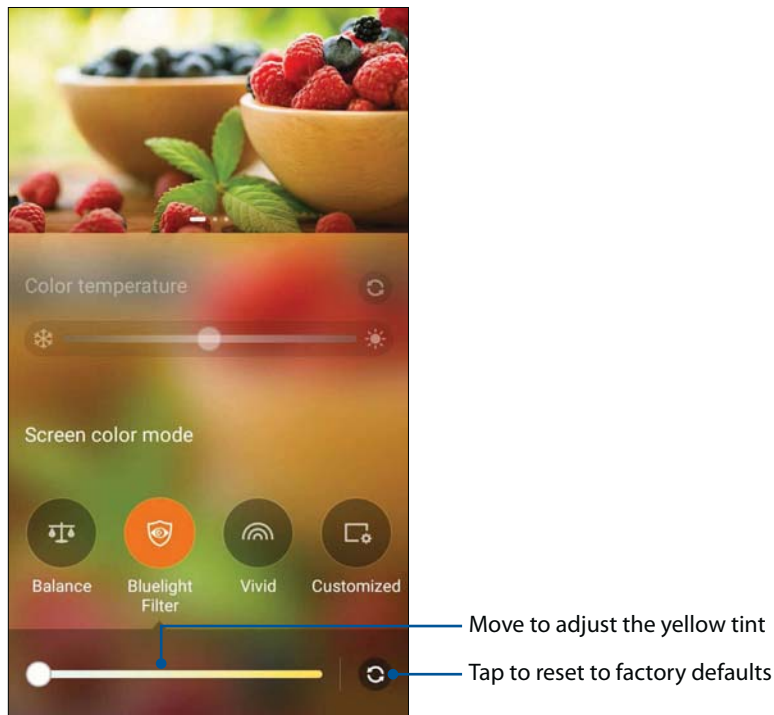 Color temperature
Screen color mode
Balance
Bluelight
Filter
Vivid
Customized
Move to adjust the yellow tint
Tap to reset to factory defaults